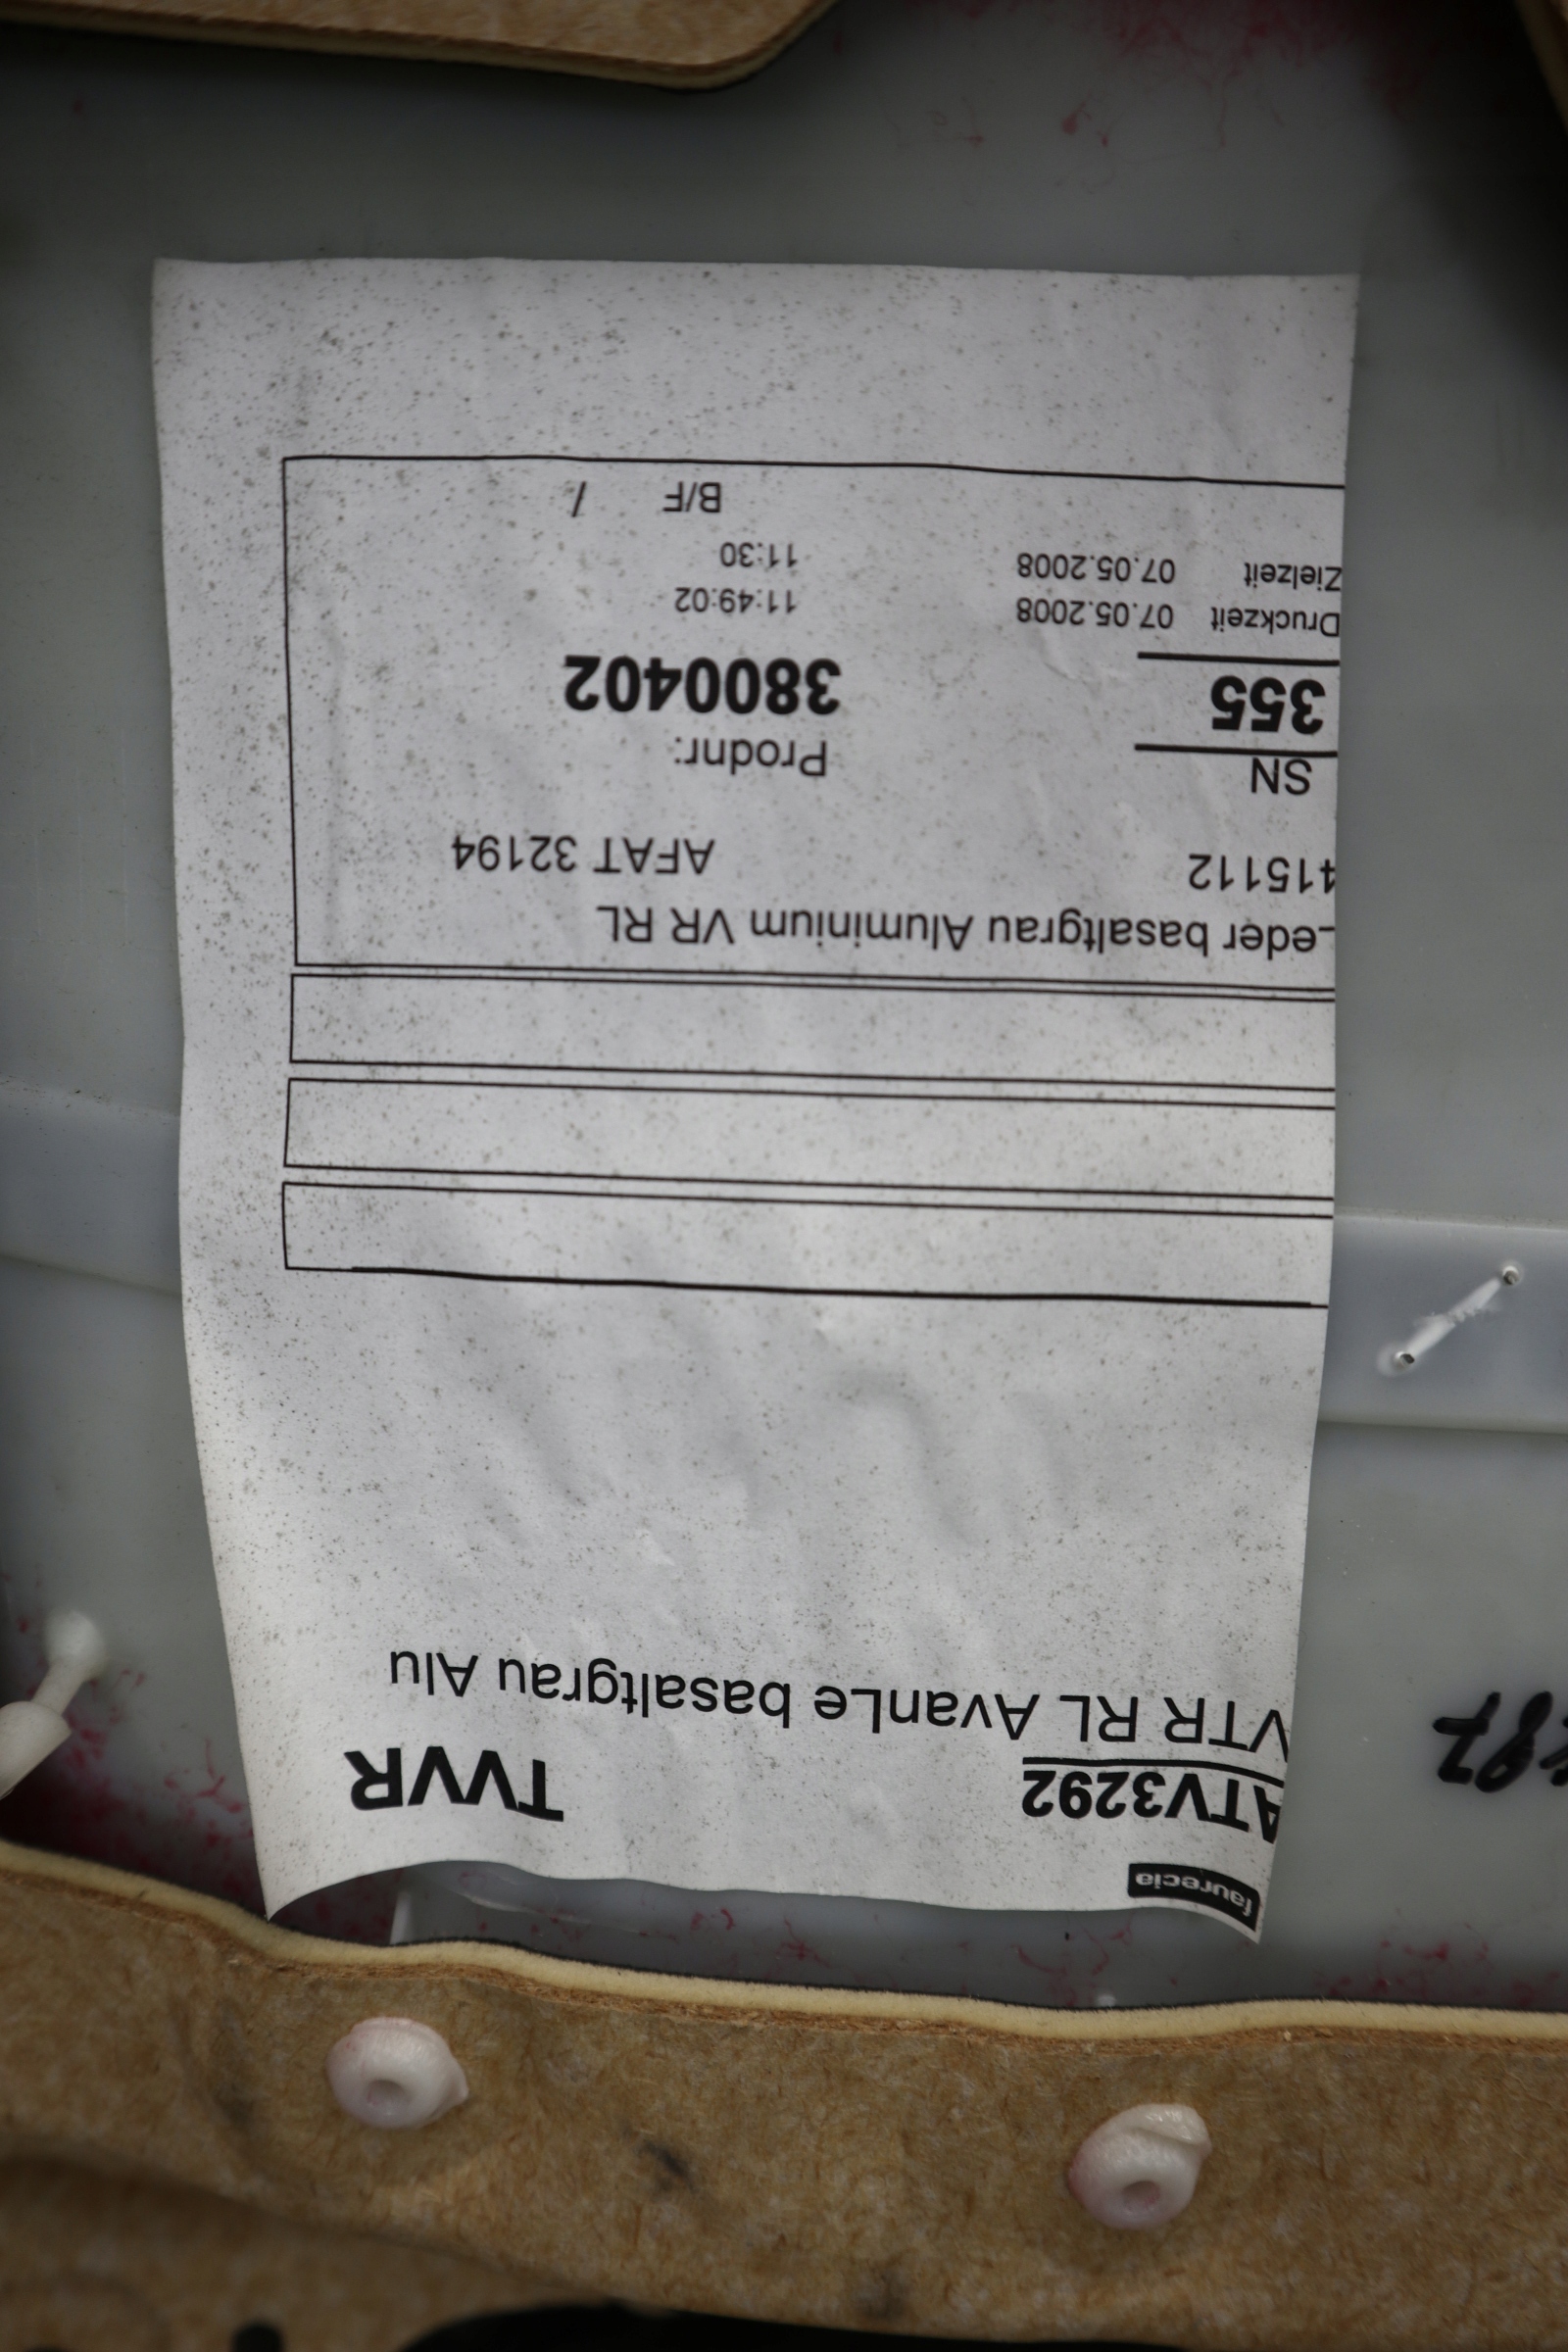 faurecia
ATV3292 TVVR
VTR RL AvanLe basaltgrau Alu
Leder basaltgrau Aluminium VR RL
415112 AFAT 32194
SN Prodnr:
355 3800402
Druckzeit 07.05.2008 11:49:02
Zielzeit 07.05.2008 11:30
B/F /